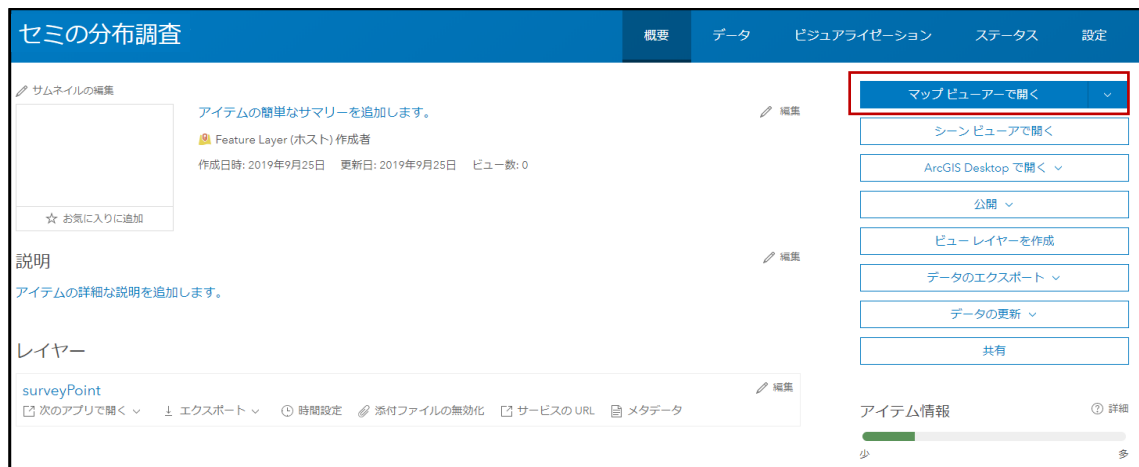 セミの分布調査
概要 データ ビジュアライゼーション ステータス 設定
サムネイルの編集
アイテムの簡単なサマリーを追加します。
編集
Feature Layer (ホスト) 作成者
作成日時: 2019年9月25日 更新日: 2019年9月25日 ビュー数: 0
お気に入りに追加
説明
編集
アイテムの詳細な説明を追加します。
レイヤー
surveyPoint
編集
次のアプリで開く エクスポート 時間設定 添付ファイルの無効化 サービスの URL メタデータ
マップ ビューアーで開く
シーン ビューアで開く
ArcGIS Desktop で開く
公開
ビュー レイヤーを作成
データのエクスポート
データの更新
共有
アイテム情報
詳細
少 多